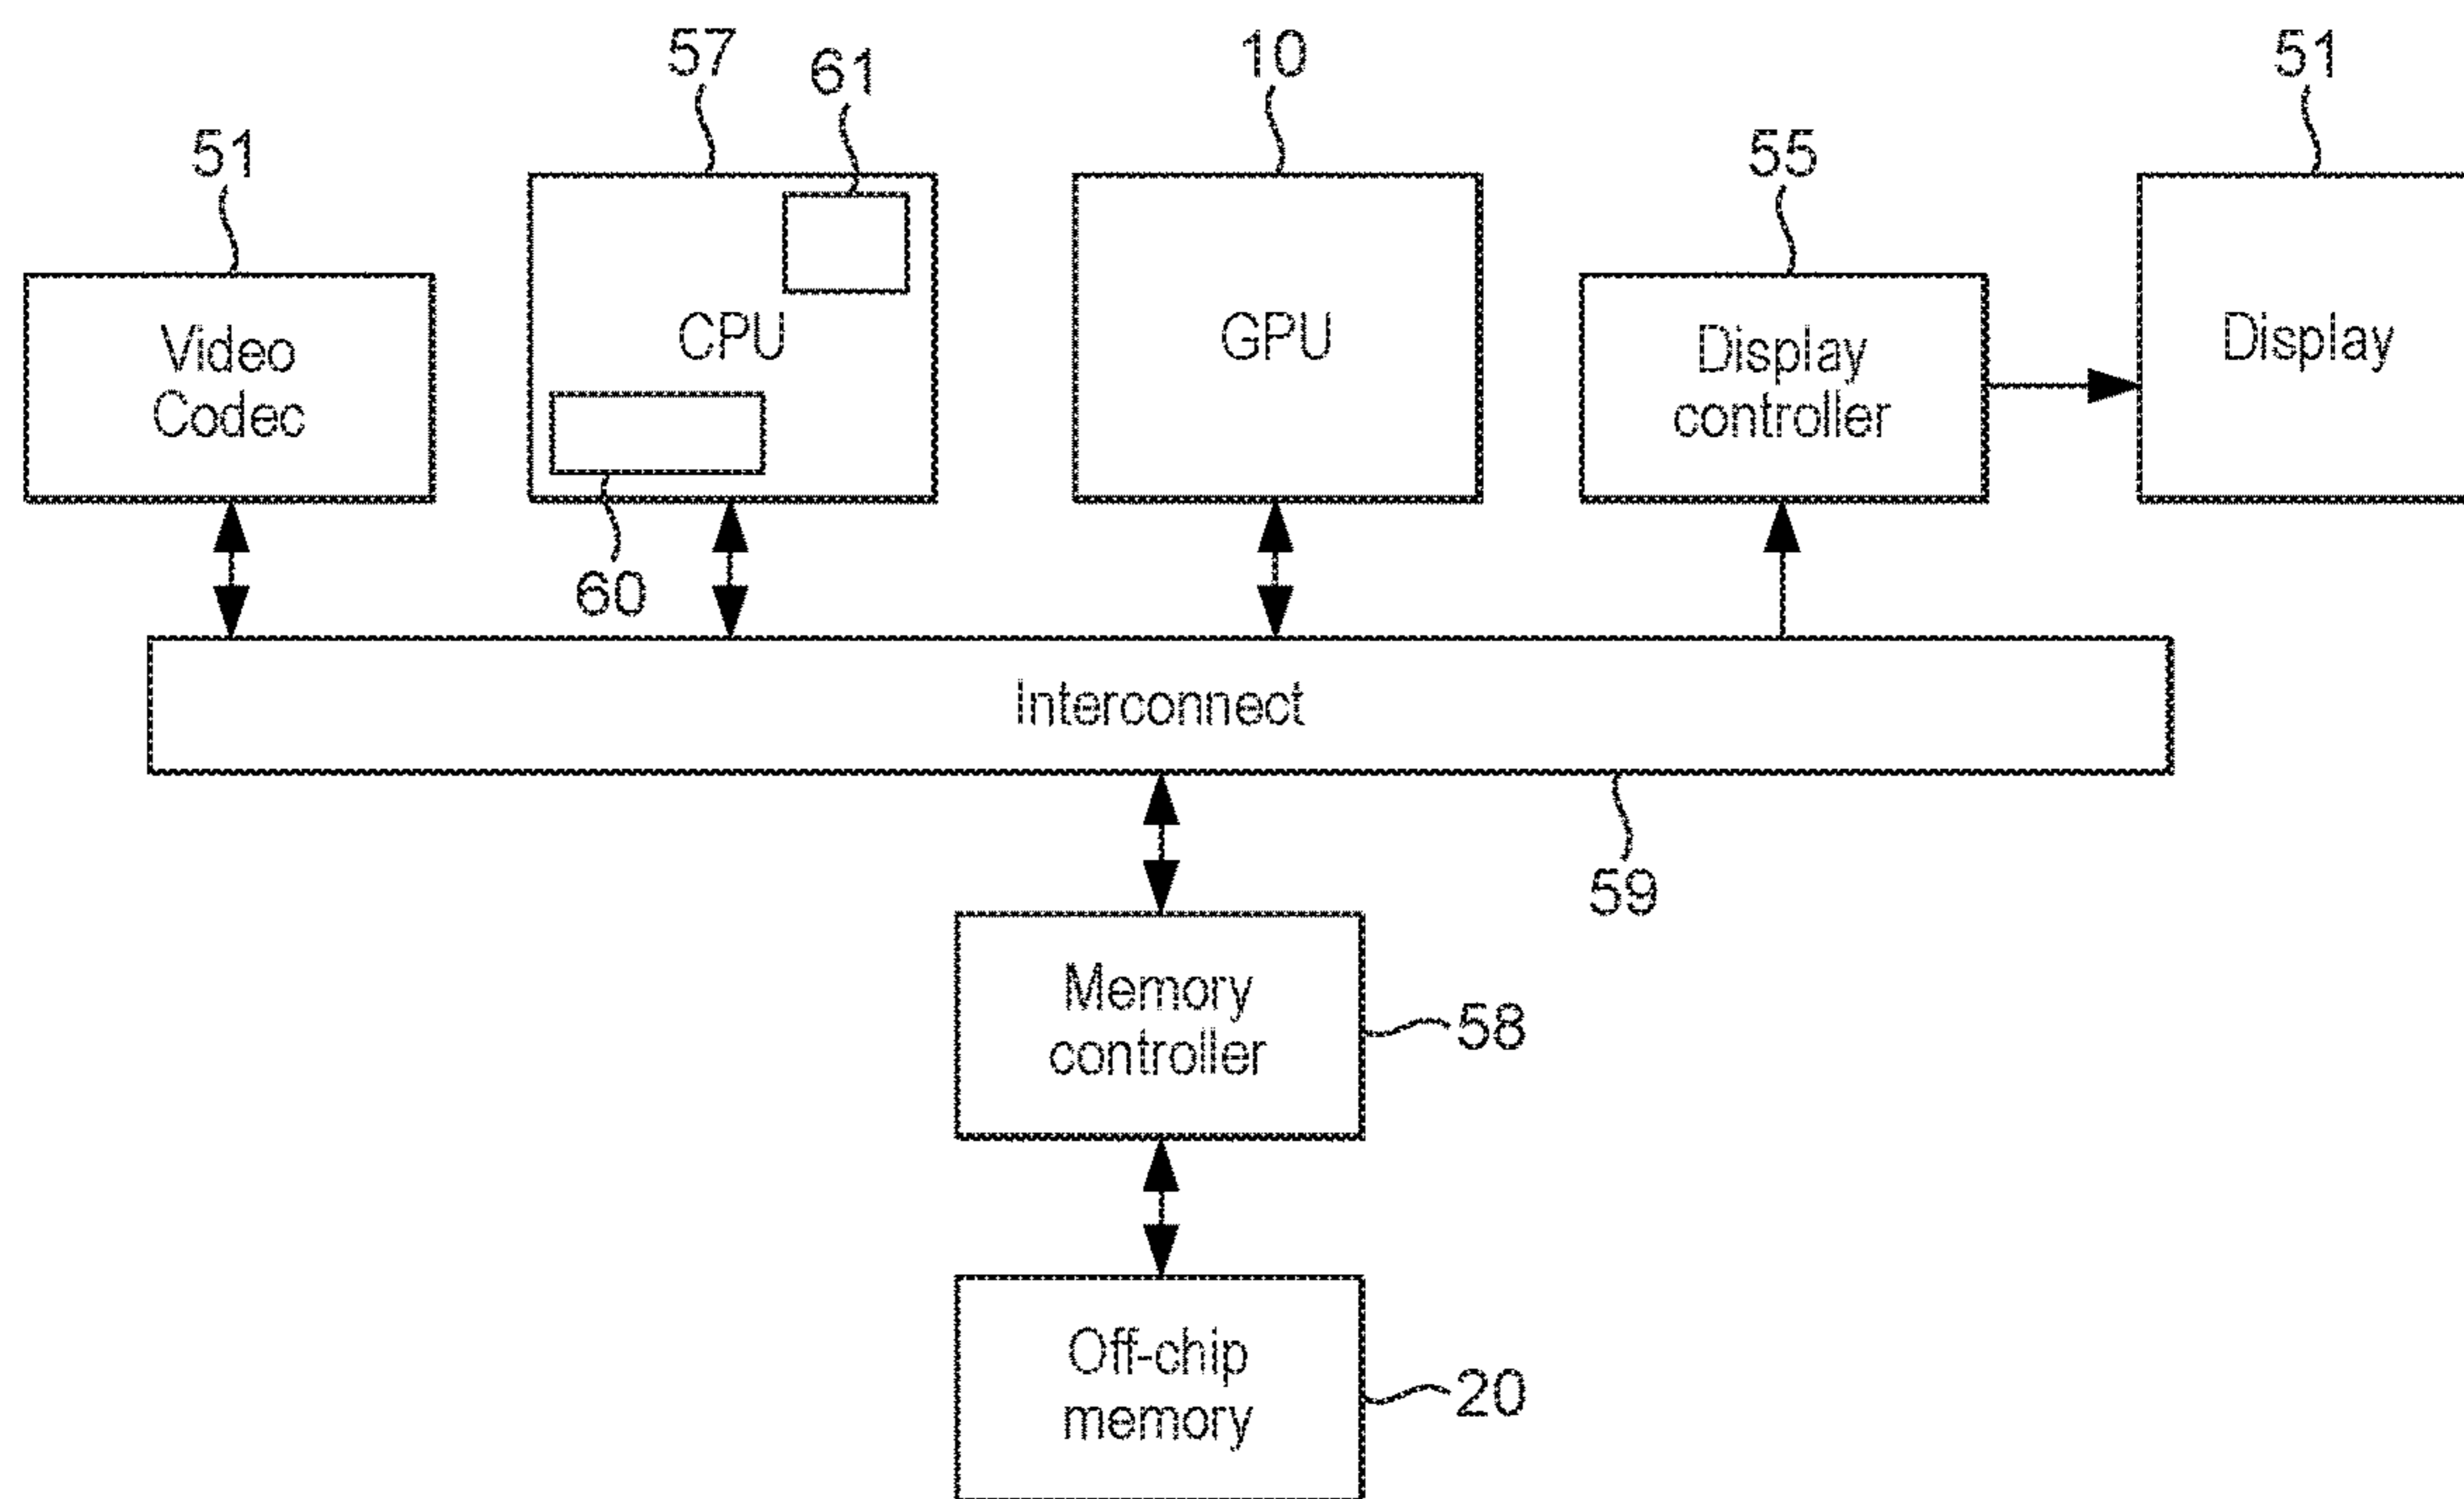 57
61
10
51
51
55
Video
Codec
CPU
GPU
Display
controller
Display
60
Interconnect
59
Memory
controller
58
Off-chip
memory
20